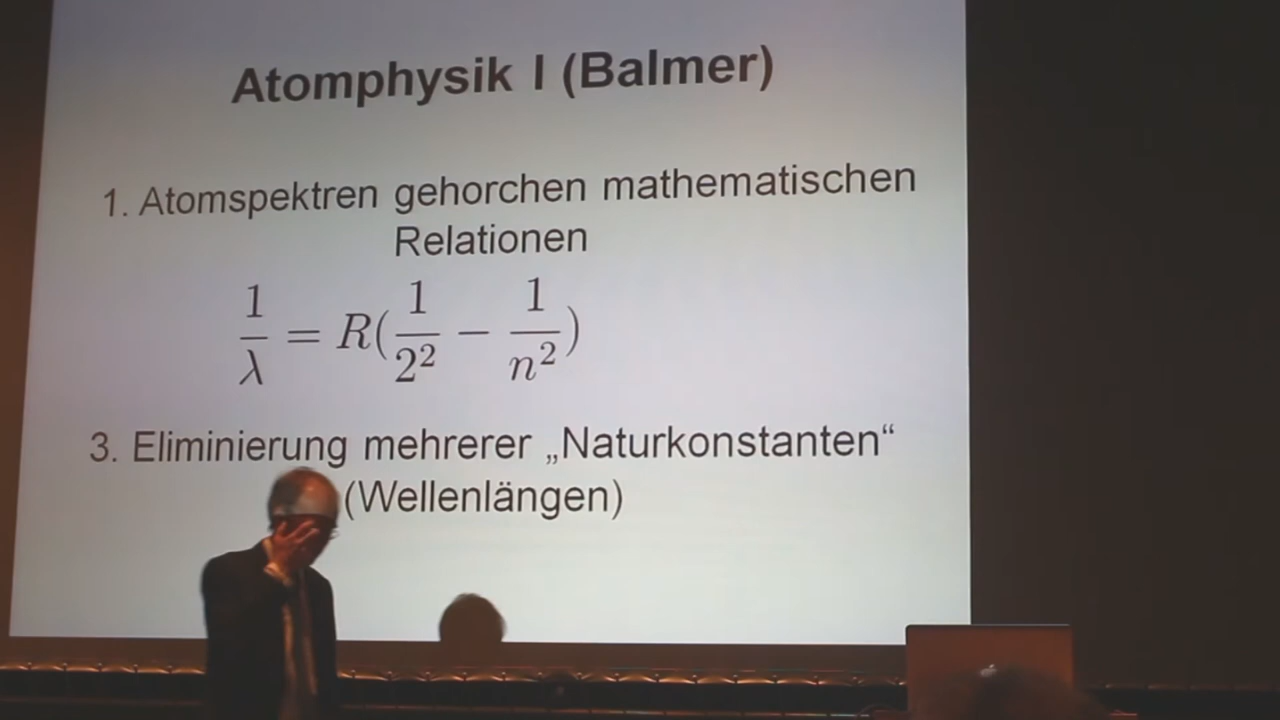 Atomphysik I (Balmer)
1. Atomspektren gehorchen mathematischen
Relationen
1/λ = R(1/2² − 1/n²)
3. Eliminierung mehrerer „Naturkonstanten“
(Wellenlängen)